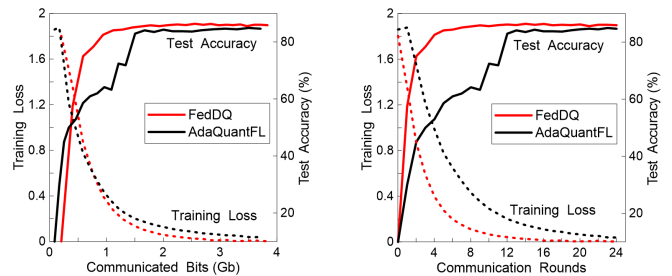 2
1.6
1.2
0.8
0.4
0
Training Loss
80
60
40
20
Test Accuracy (%)
Test Accuracy
FedDQ
AdaQuantFL
Training Loss
0
1
2
3
4
Communicated Bits (Gb)
2
1.6
1.2
0.8
0.4
0
Training Loss
80
60
40
20
Test Accuracy (%)
Test Accuracy
FedDQ
AdaQuantFL
Training Loss
0
4
8
12
16
20
24
Communication Rounds